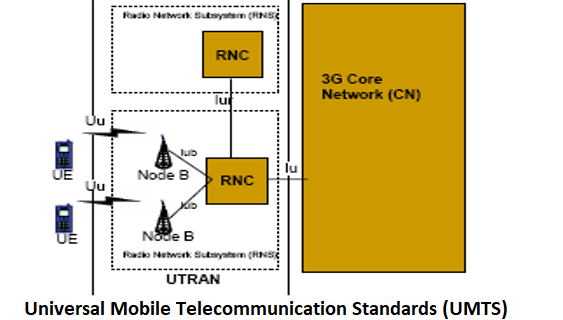 Radio Network Subsystem (RNS)
RNC
3G Core
Network (CN)
Iur
Uu
Iub
UE
Node B
RNC
Iu
Uu
Iub
UE
Node B
Radio Network Subsystem (RNS)
UTRAN
Universal Mobile Telecommunication Standards (UMTS)